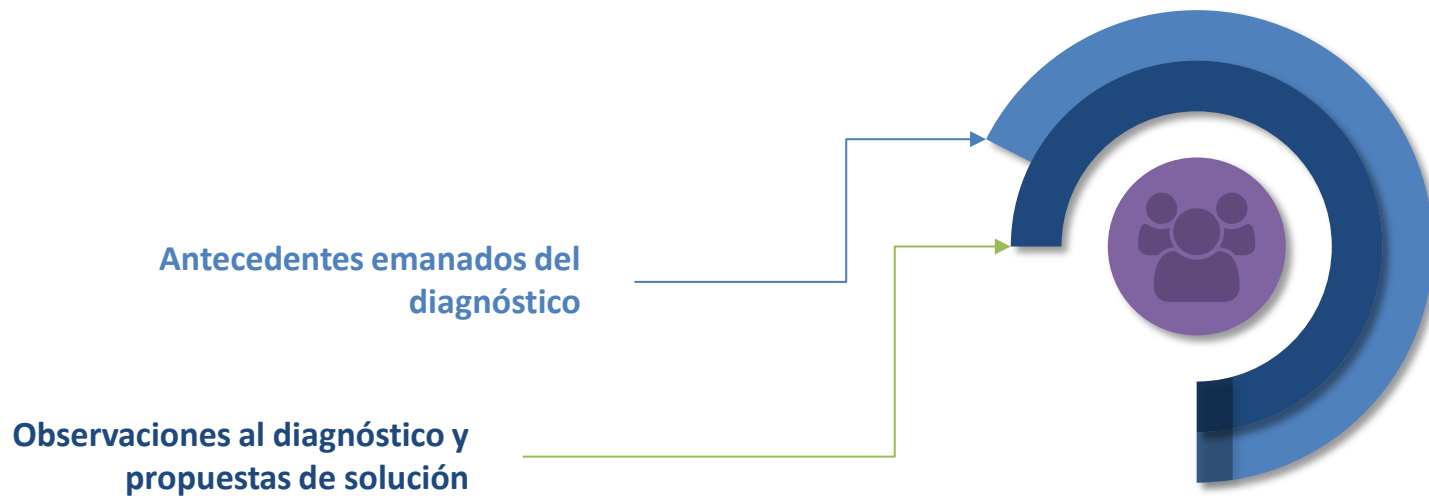 Antecedentes emanados del
diagnóstico
Observaciones al diagnóstico y
propuestas de solución